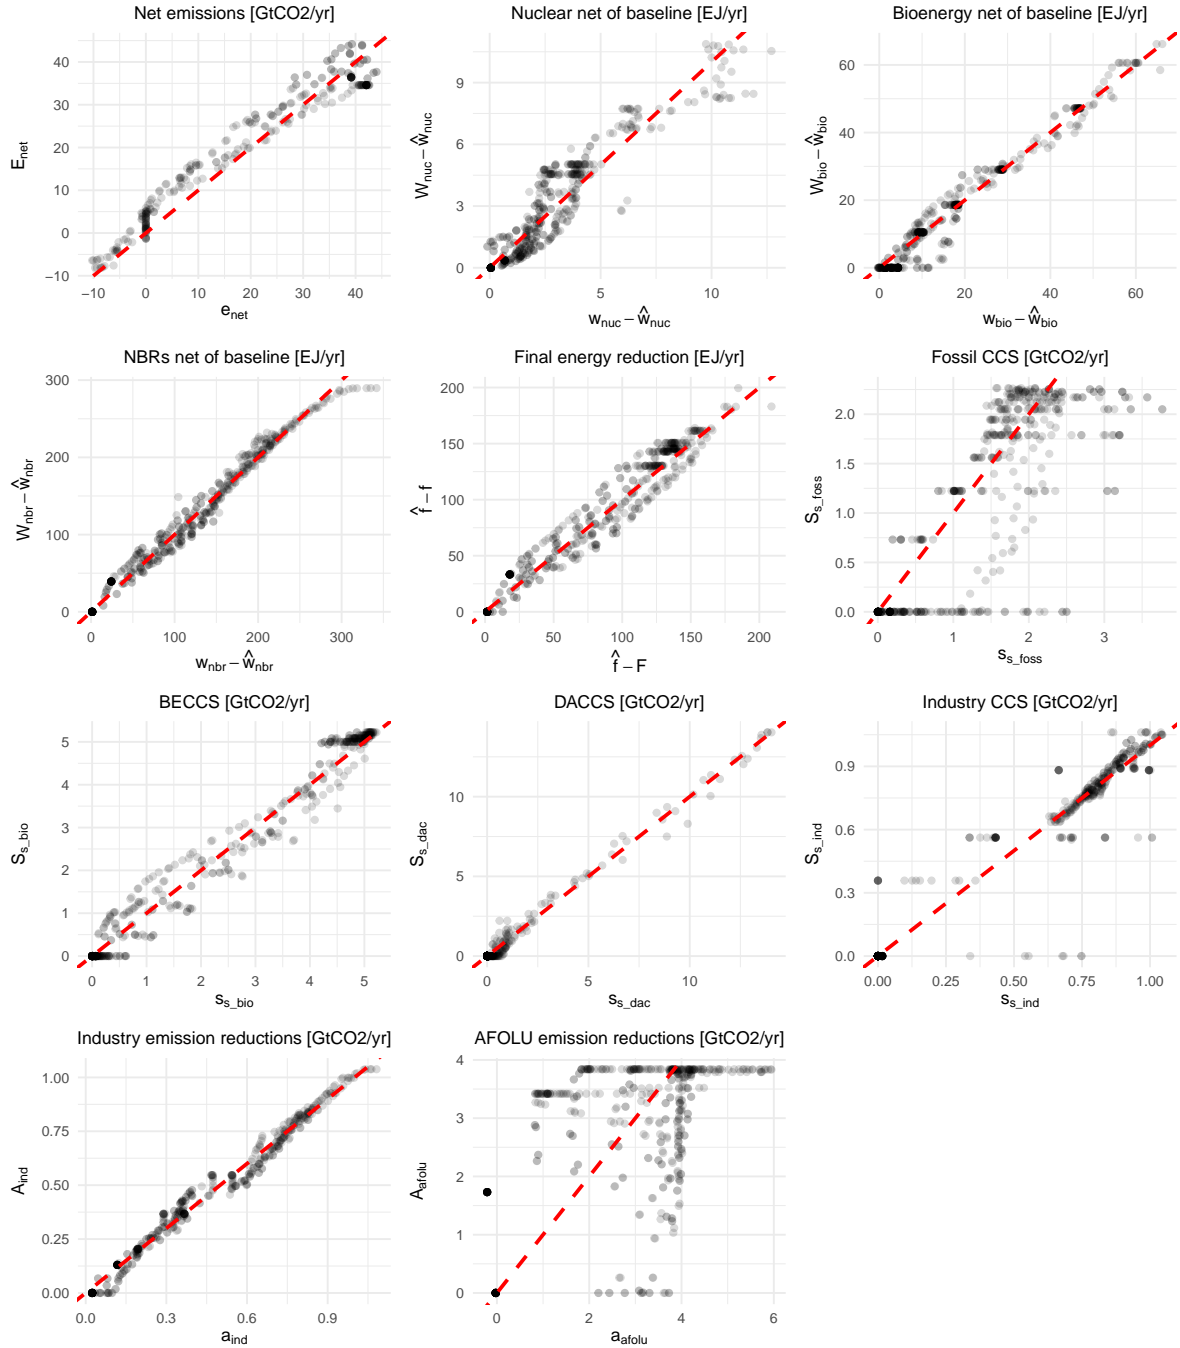 Net emissions [GtCO2/yr]
40
30
20
10
0
−10
−10 0 10 20 30 40
E_net
e_net
Nuclear net of baseline [EJ/yr]
9
6
3
0
0 5 10
W_nuc − ŵ_nuc
w_nuc − ŵ_nuc
Bioenergy net of baseline [EJ/yr]
60
40
20
0
0 20 40 60
W_bio − ŵ_bio
w_bio − ŵ_bio
NBRs net of baseline [EJ/yr]
300
200
100
0
0 100 200 300
W_nbr − ŵ_nbr
w_nbr − ŵ_nbr
Final energy reduction [EJ/yr]
200
150
100
50
0
0 50 100 150 200
f̂ − f
f̂ − F
Fossil CCS [GtCO2/yr]
2.0
1.5
1.0
0.5
0.0
0 1 2 3
S_s_foss
s_s_foss
BECCS [GtCO2/yr]
5
4
3
2
1
0
0 1 2 3 4 5
S_s_bio
s_s_bio
DACCS [GtCO2/yr]
10
5
0
0 5 10
S_s_dac
s_s_dac
Industry CCS [GtCO2/yr]
0.9
0.6
0.3
0.0
0.00 0.25 0.50 0.75 1.00
S_s_ind
s_s_ind
Industry emission reductions [GtCO2/yr]
1.00
0.75
0.50
0.25
0.00
0.0 0.3 0.6 0.9
A_ind
a_ind
AFOLU emission reductions [GtCO2/yr]
4
3
2
1
0
0 2 4 6
A_afolu
a_afolu